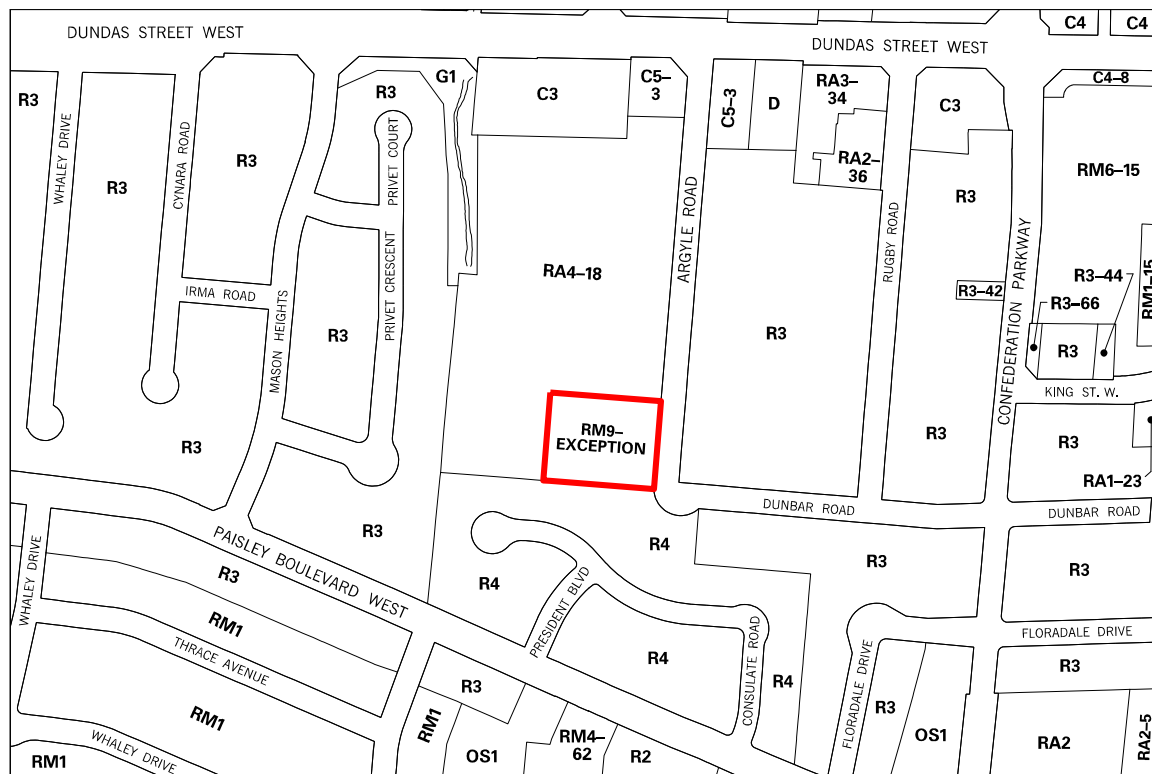 DUNDAS STREET WEST
DUNDAS STREET WEST
C4
C4
C4–8
R3
WHALEY DRIVE
R3
CYNARA ROAD
R3
R3
G1
PRIVET COURT
C3
C5–
3
C5–3
D
RA3–
34
RA2–
36
C3
RM6–15
R3
RUGBY ROAD
ARGYLE ROAD
CONFEDERATION PARKWAY
RA4–18
IRMA ROAD
MASON HEIGHTS
R3
PRIVET CRESCENT
R3
R3–42
R3–44
R3–66
RM1–15
R3
KING ST. W.
RM9–
EXCEPTION
R3
R3
R3
RA1–23
R3
DUNBAR ROAD
DUNBAR ROAD
PAISLEY BOULEVARD WEST
R4
R3
R3
WHALEY DRIVE
R3
R4
PRESIDENT BLVD
RM1
THRACE AVENUE
R4
CONSULATE ROAD
R4
FLORADALE DRIVE
FLORADALE DRIVE
R3
R3
RM1
WHALEY DRIVE
RM1
RM1
R3
OS1
RM4–
62
R2
OS1
RA2
RA2–5